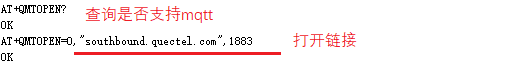 AT+QMTOPEN?
查询是否支持mqtt
OK
AT+QMTOPEN=0,"southbound.quectel.com",1883
打开链接
OK